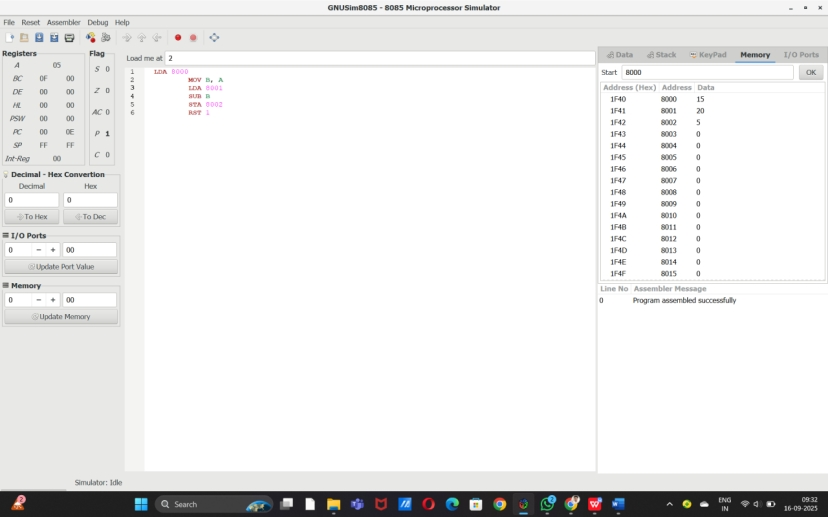 GNUSim8085 - 8085 Microprocessor Simulator
File Reset Assembler Debug Help
Registers
A 05
BC 0F 00
DE 00 00
HL 00 00
PSW 00 00
PC 00 0E
SP FF FF
Int-Reg 00
Flag
S 0
Z 0
AC 0
P 1
C 0
Decimal - Hex Convertion
Decimal Hex
0 0
To Hex To Dec
I/O Ports
0 - + 00
Update Port Value
Memory
0 - + 00
Update Memory
Load me at 2
1 LDA 8000
2 MOV B, A
3 LDA 8001
4 SUB B
5 STA 8002
6 RST 1
Data Stack KeyPad Memory I/O Ports
Start 8000 OK
Address (Hex) Address Data
1F40 8000 15
1F41 8001 20
1F42 8002 5
1F43 8003 0
1F44 8004 0
1F45 8005 0
1F46 8006 0
1F47 8007 0
1F48 8008 0
1F49 8009 0
1F4A 8010 0
1F4B 8011 0
1F4C 8012 0
1F4D 8013 0
1F4E 8014 0
1F4F 8015 0
Line No Assembler Message
0 Program assembled successfully
Simulator: Idle
Search
ENG
IN
09:32
16-09-2025